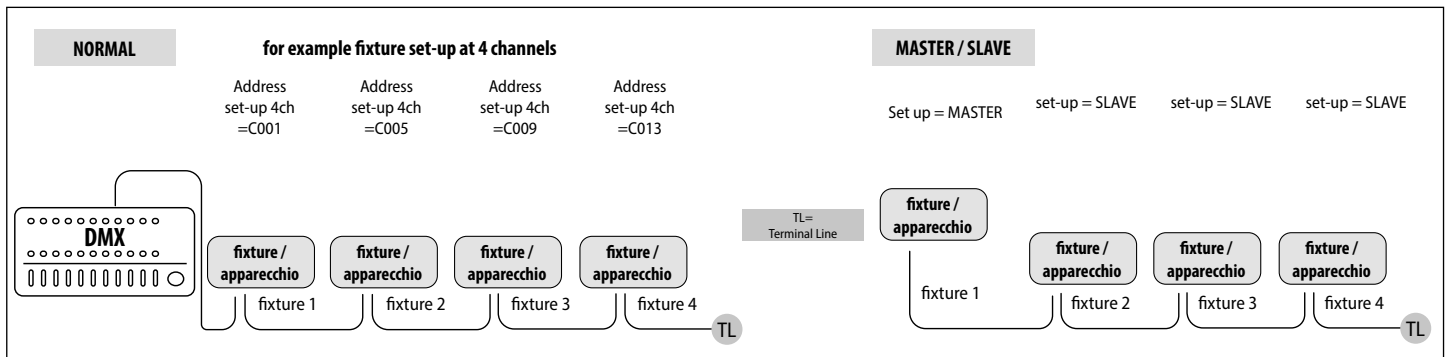 NORMAL
for example fixture set-up at 4 channels
Address
set-up 4ch
=C001
Address
set-up 4ch
=C005
Address
set-up 4ch
=C009
Address
set-up 4ch
=C013
DMX
fixture /
apparecchio
fixture 1
fixture /
apparecchio
fixture 2
fixture /
apparecchio
fixture 3
fixture /
apparecchio
fixture 4
TL
TL=
Terminal Line
MASTER / SLAVE
Set up = MASTER
set-up = SLAVE
set-up = SLAVE
set-up = SLAVE
fixture /
apparecchio
fixture 1
fixture /
apparecchio
fixture 2
fixture /
apparecchio
fixture 3
fixture /
apparecchio
fixture 4
TL